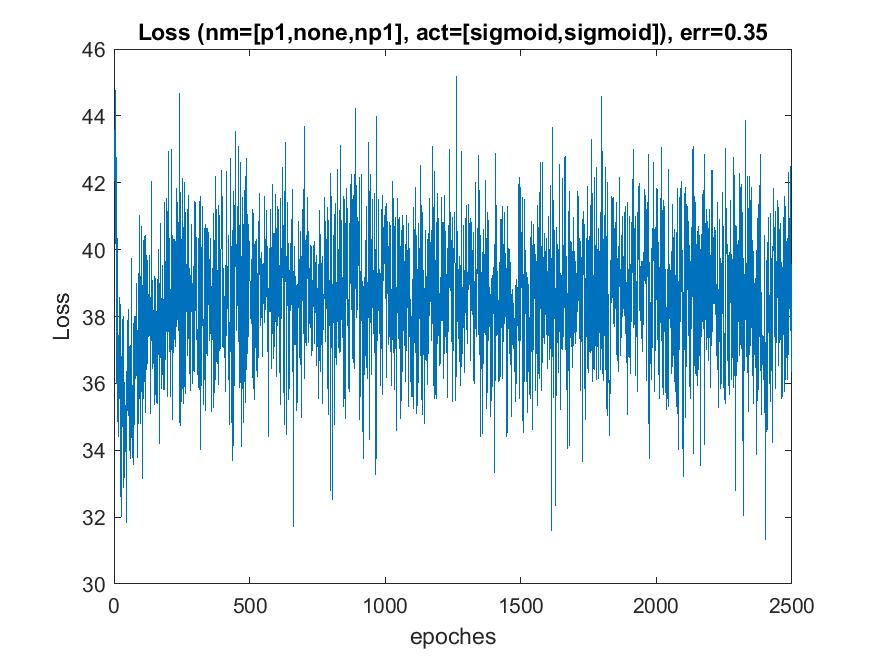 Loss (nm=[p1,none,np1], act=[sigmoid,sigmoid]), err=0.35
46
44
42
40
38
36
34
32
30
Loss
0 500 1000 1500 2000 2500
epoches